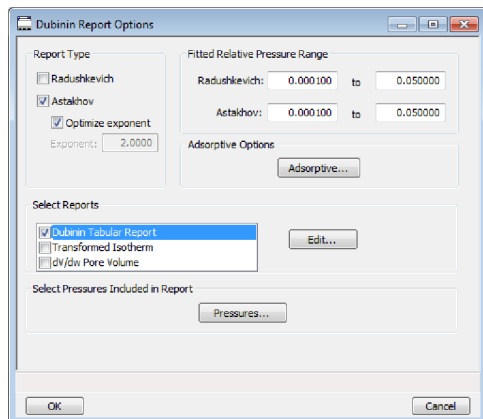 Dubinin Report Options
Report Type
Radushkevich
Astakhov
Optimize exponent
Exponent: 2.0000
Fitted Relative Pressure Range
Radushkevich: 0.000100 to 0.050000
Astakhov: 0.000100 to 0.050000
Adsorptive Options
Adsorptive...
Select Reports
Dubinin Tabular Report
Transformed Isotherm
dV/dw Pore Volume
Edit...
Select Pressures Included in Report
Pressures...
OK Cancel